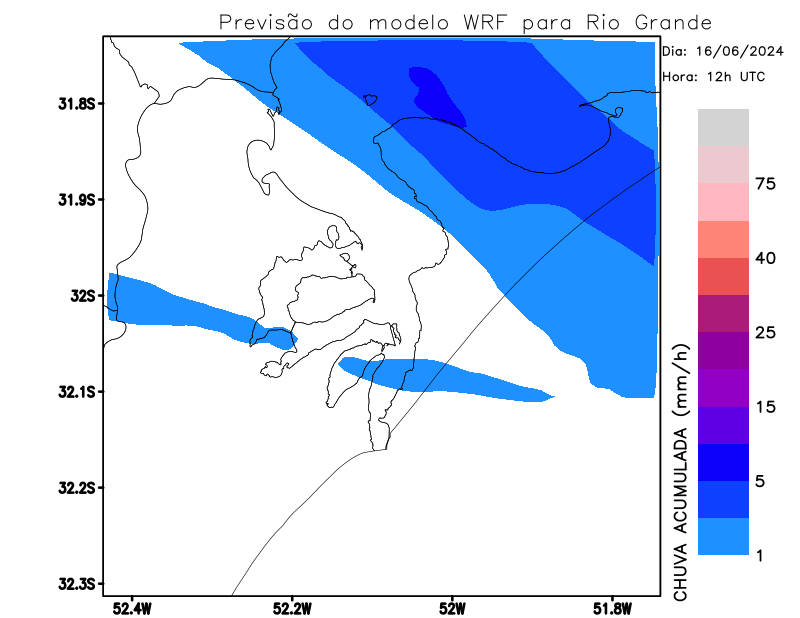 Previsão do modelo WRF para Rio Grande
Dia: 16/06/2024
Hora: 12h UTC
31.8S
31.9S
32S
32.1S
32.2S
32.3S
52.4W
52.2W
52W
51.8W
CHUVA ACUMULADA (mm/h)
75
40
25
15
5
1